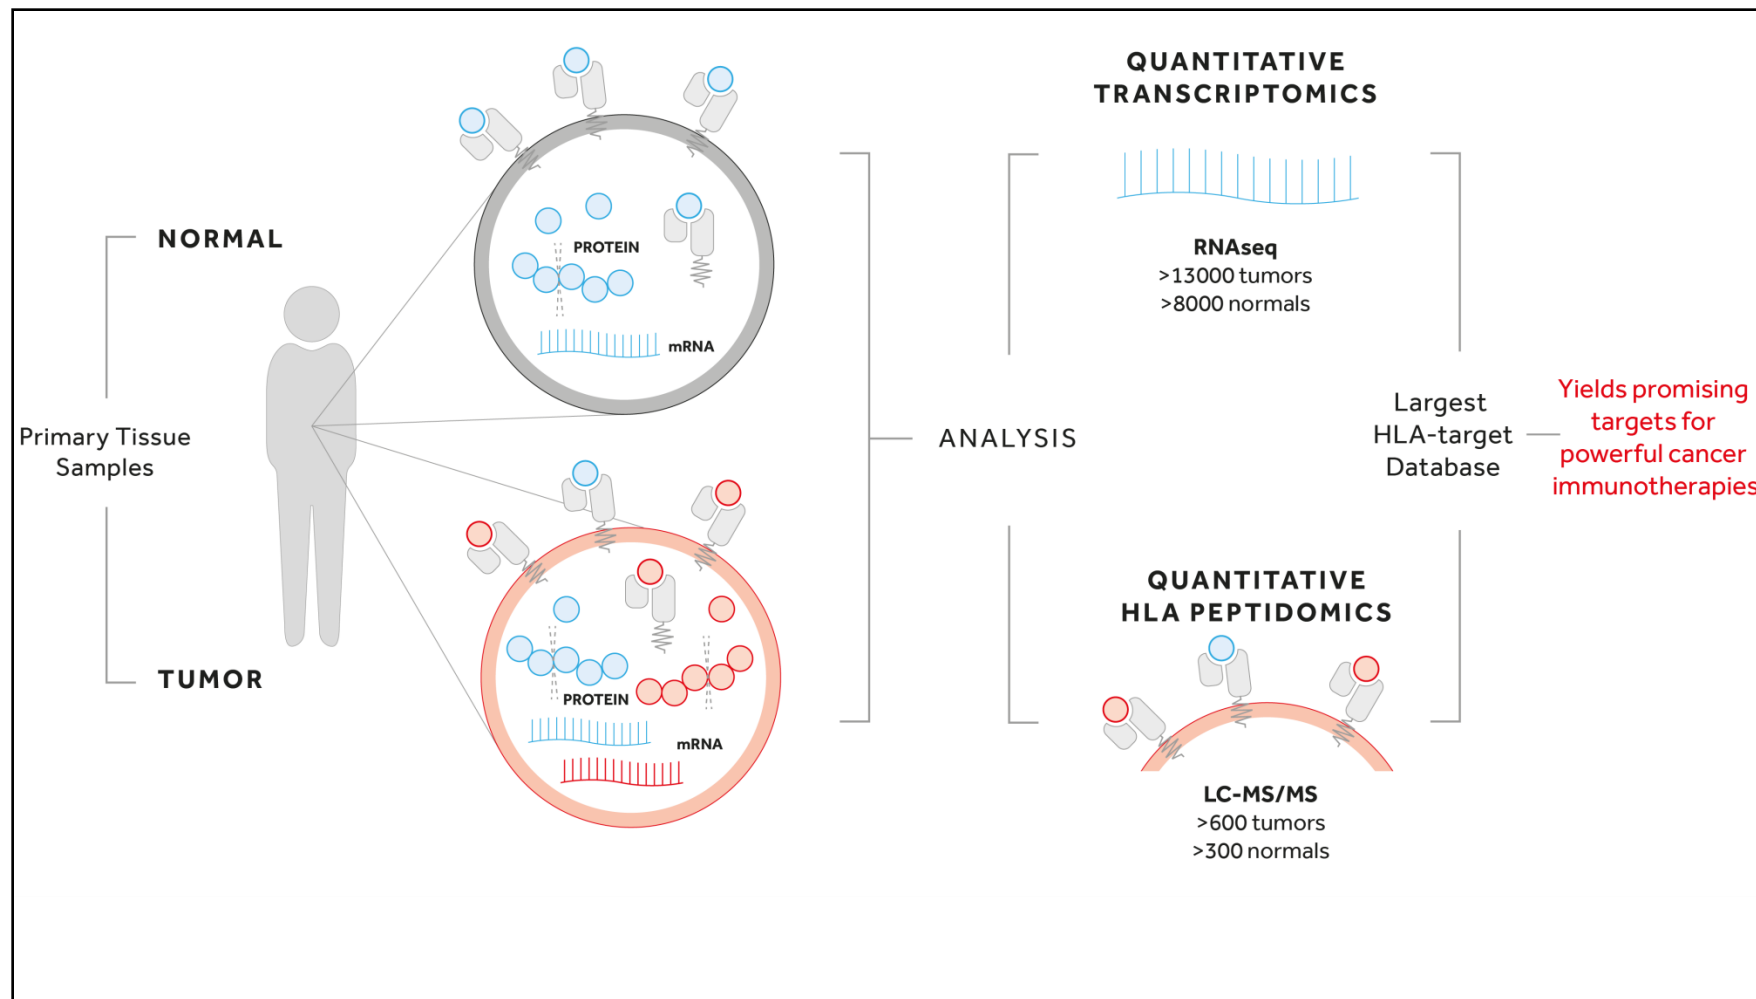 NORMAL
Primary Tissue
Samples
TUMOR
PROTEIN
mRNA
PROTEIN
mRNA
ANALYSIS
QUANTITATIVE
TRANSCRIPTOMICS
RNAseq
>13000 tumors
>8000 normals
QUANTITATIVE
HLA PEPTIDOMICS
LC-MS/MS
>600 tumors
>300 normals
Largest
HLA-target
Database
Yields promising
targets for
powerful cancer
immunotherapies